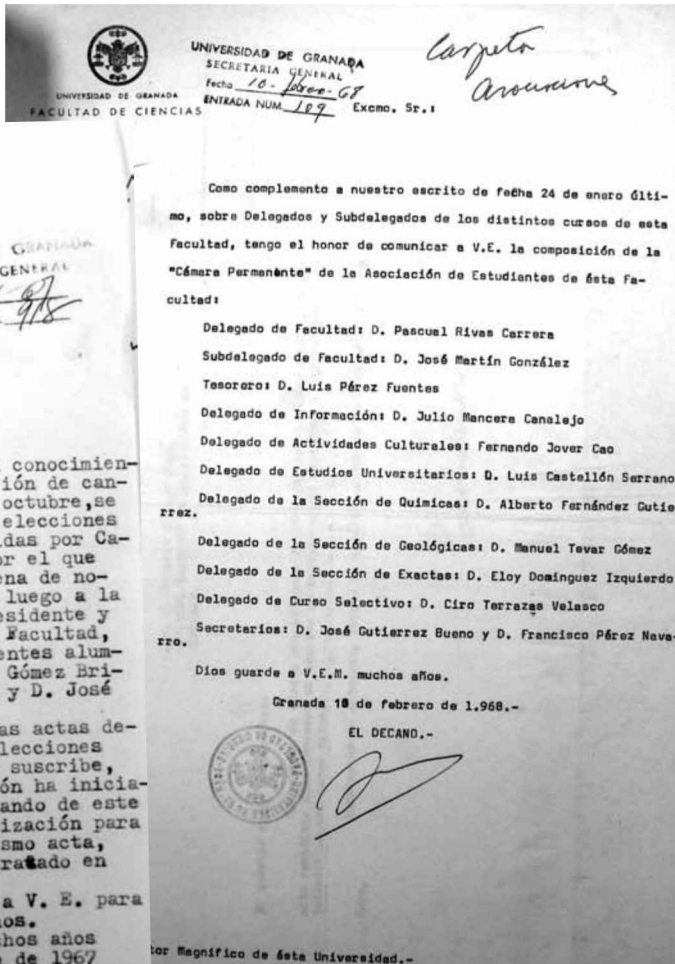 UNIVERSIDAD DE GRANADA
FACULTAD DE CIENCIAS
UNIVERSIDAD DE GRANADA
SECRETARIA GENERAL
Fecha 10- -68
ENTRADA NUM. 109
Carpeta
Excmo. Sr.:
Como complemento a nuestro escrito de fecha 24 de enero últi-
mo, sobre Delegados y Subdelegados de los distintos cursos de esta
Facultad, tengo el honor de comunicar a V.E. la composición de la
"Cámara Permanente" de la Asociación de Estudiantes de ésta Fa-
cultad:
Delegado de Facultad: D. Pascual Rivas Carrera
Subdelegado de Facultad: D. José Martín González
Tesorero: D. Luis Pérez Fuentes
Delegado de Información: D. Julio Mancera Canalejo
Delegado de Actividades Culturales: Fernando Jover Cao
Delegado de Estudios Universitarios: D. Luis Castellón Serrano
Delegado de la Sección de Quimicas: D. Alberto Fernández Gutie-
rrez.
Delegado de la Sección de Geológicas: D. Manuel Tevar Gómez
Delegado de la Sección de Exactas: D. Eloy Dominguez Izquierdo
Delegado de Curso Selectivo: D. Ciro Terrazas Velasco
Secretarios: D. José Gutierrez Bueno y D. Francisco Pérez Nava-
rro.
Dios guarde a V.E.M. muchos años.
Granada 10 de febrero de 1.968.-
EL DECANO.-
tor Magnífico de ésta Universidad.-
GRANADA
GENERAL
conocimien-
ión de can-
octubre,se
elecciones
das por Ca-
or el que
ena de no-
luego a la
esidente y
Facultad,
entes alum-
Gómez Bri-
y D. José
as actas de-
lecciones
suscribe,
ón ha inicia-
ando de este
ización para
smo acta,
ratado en
a V. E. para
os.
chos años
de 1967